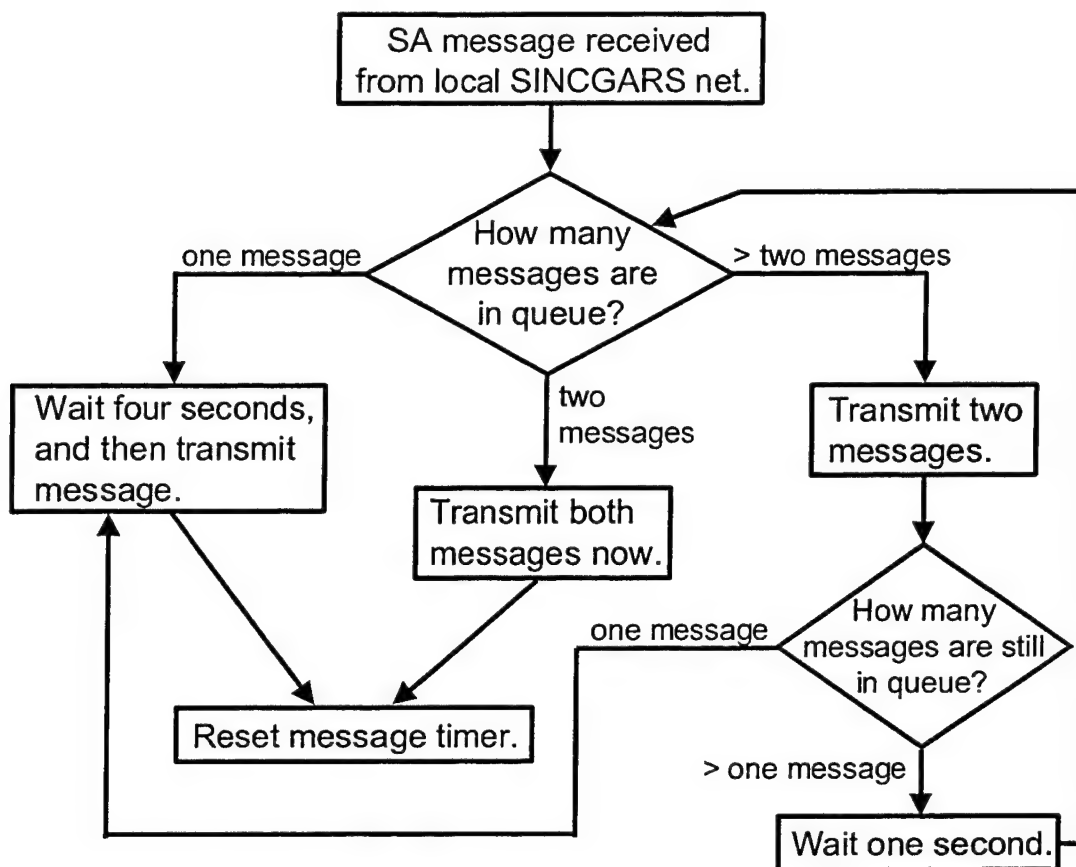 SA message received
from local SINCGARS net.
How many
messages are
in queue?
one message
> two messages
two
messages
Wait four seconds,
and then transmit
message.
Transmit both
messages now.
Transmit two
messages.
How many
messages are still
in queue?
one message
> one message
Reset message timer.
Wait one second.